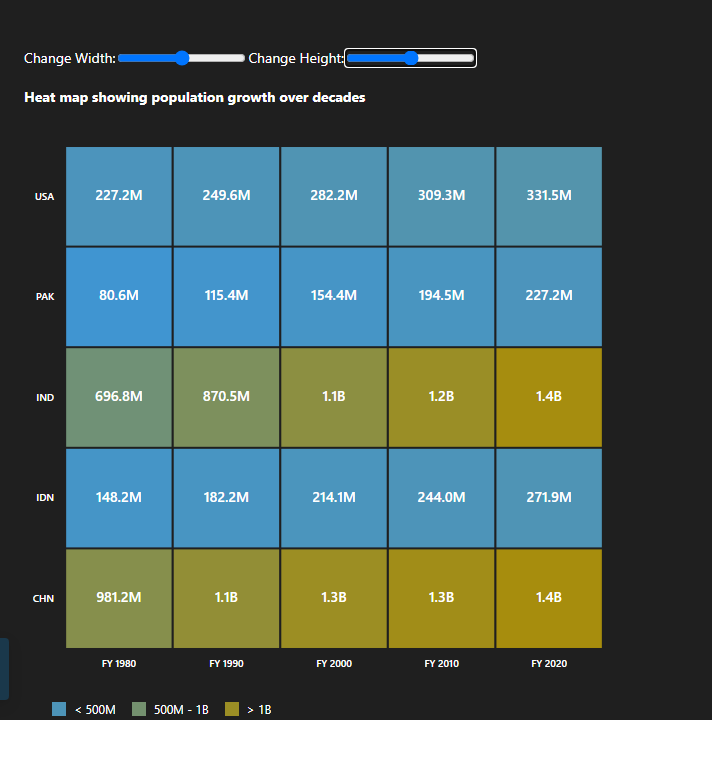 Change Width: Change Height:
Heat map showing population growth over decades
USA 227.2M 249.6M 282.2M 309.3M 331.5M
PAK 80.6M 115.4M 154.4M 194.5M 227.2M
IND 696.8M 870.5M 1.1B 1.2B 1.4B
IDN 148.2M 182.2M 214.1M 244.0M 271.9M
CHN 981.2M 1.1B 1.3B 1.3B 1.4B
FY 1980 FY 1990 FY 2000 FY 2010 FY 2020
< 500M 500M - 1B > 1B